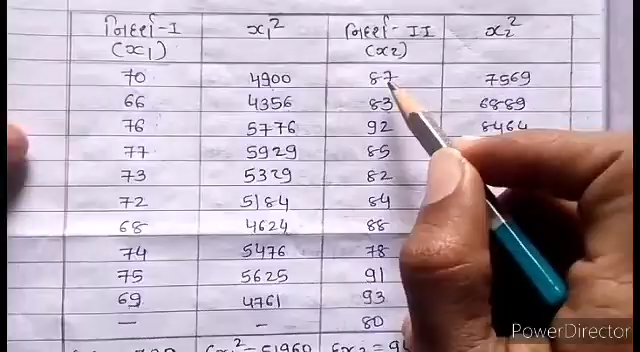 निदर्श-I x₁² निदर्श-II x₂²
(x₁) (x₂)
70 4900 87 7569
66 4356 83 6889
76 5776 92 8464
77 5929 85
73 5329 82
72 5184 84
68 4624 88
74 5476 78
75 5625 91
69 4761 93
— — 80
PowerDirector